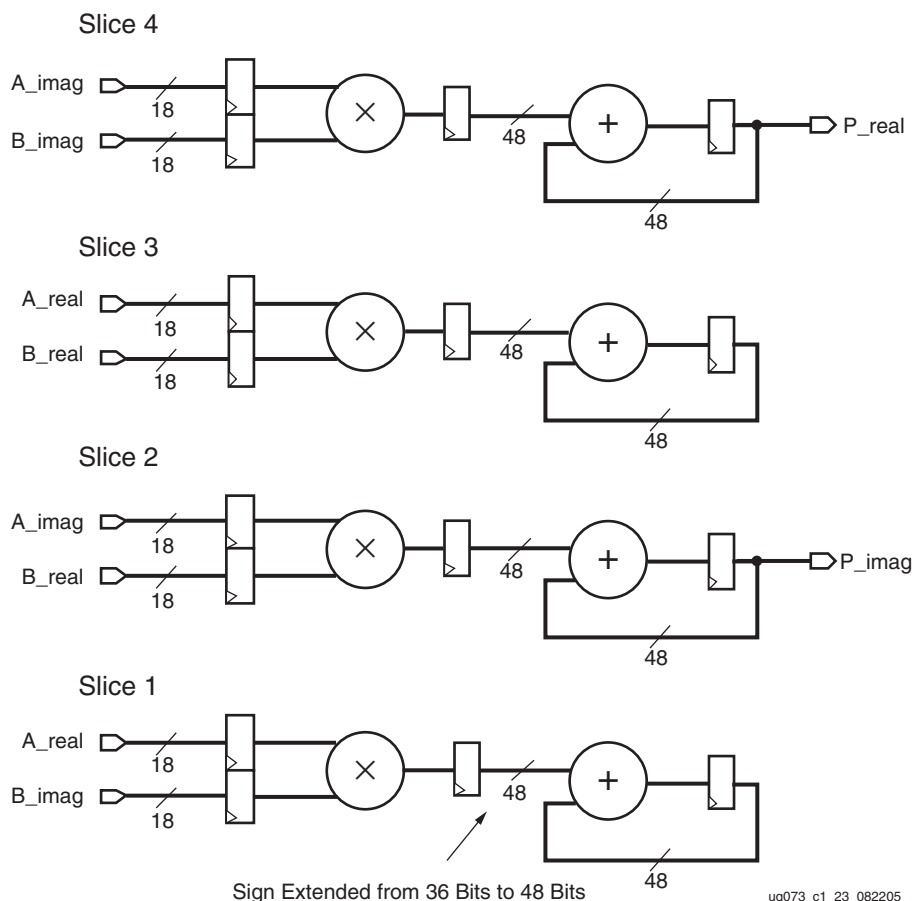 Slice 4
A_imag
18
B_imag
18
×
48
+
P_real
48
Slice 3
A_real
18
B_real
18
×
48
+
48
Slice 2
A_imag
18
B_real
18
×
48
+
P_imag
48
Slice 1
A_real
18
B_imag
18
×
48
+
48
Sign Extended from 36 Bits to 48 Bits
ug073_c1_23_082205